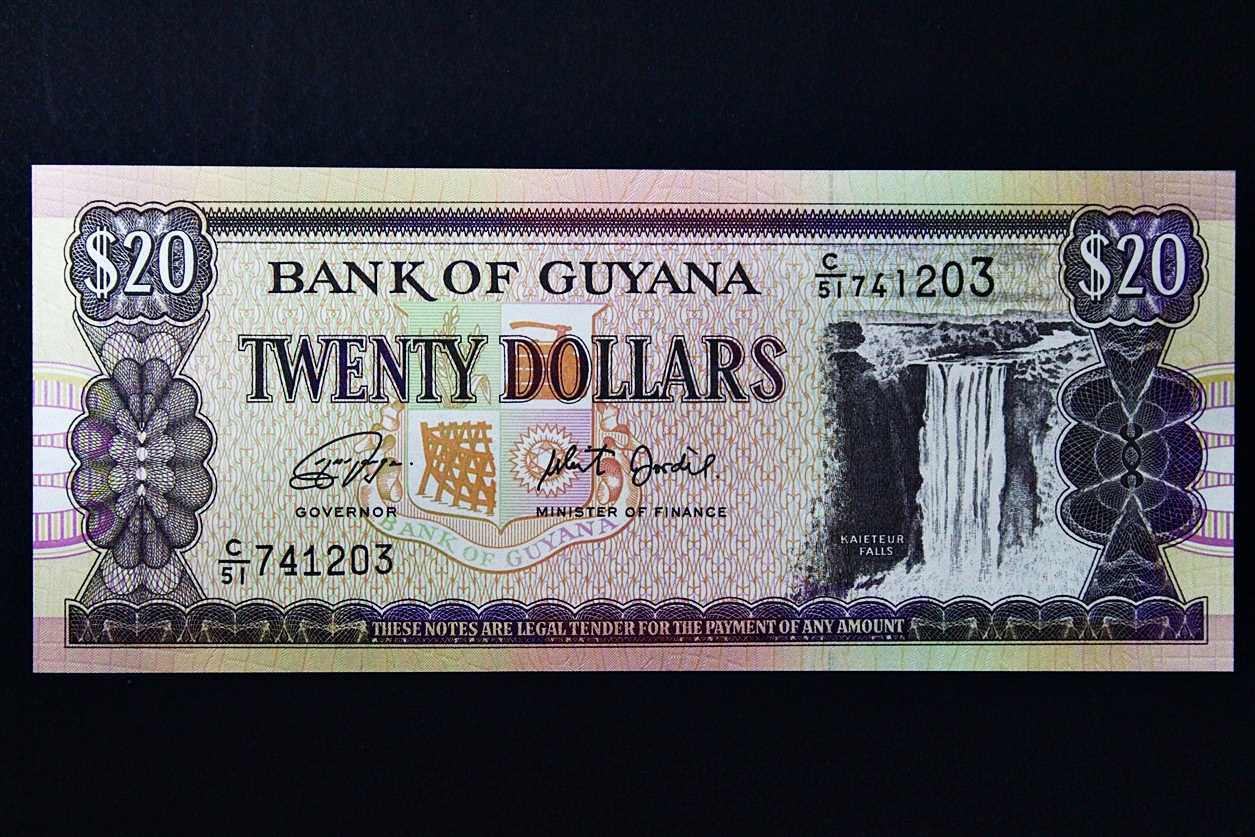 $20
$20
BANK OF GUYANA
C/51 741203
TWENTY DOLLARS
GOVERNOR
MINISTER OF FINANCE
BANK OF GUYANA
KAIETEUR
FALLS
C/51 741203
THESE NOTES ARE LEGAL TENDER FOR THE PAYMENT OF ANY AMOUNT